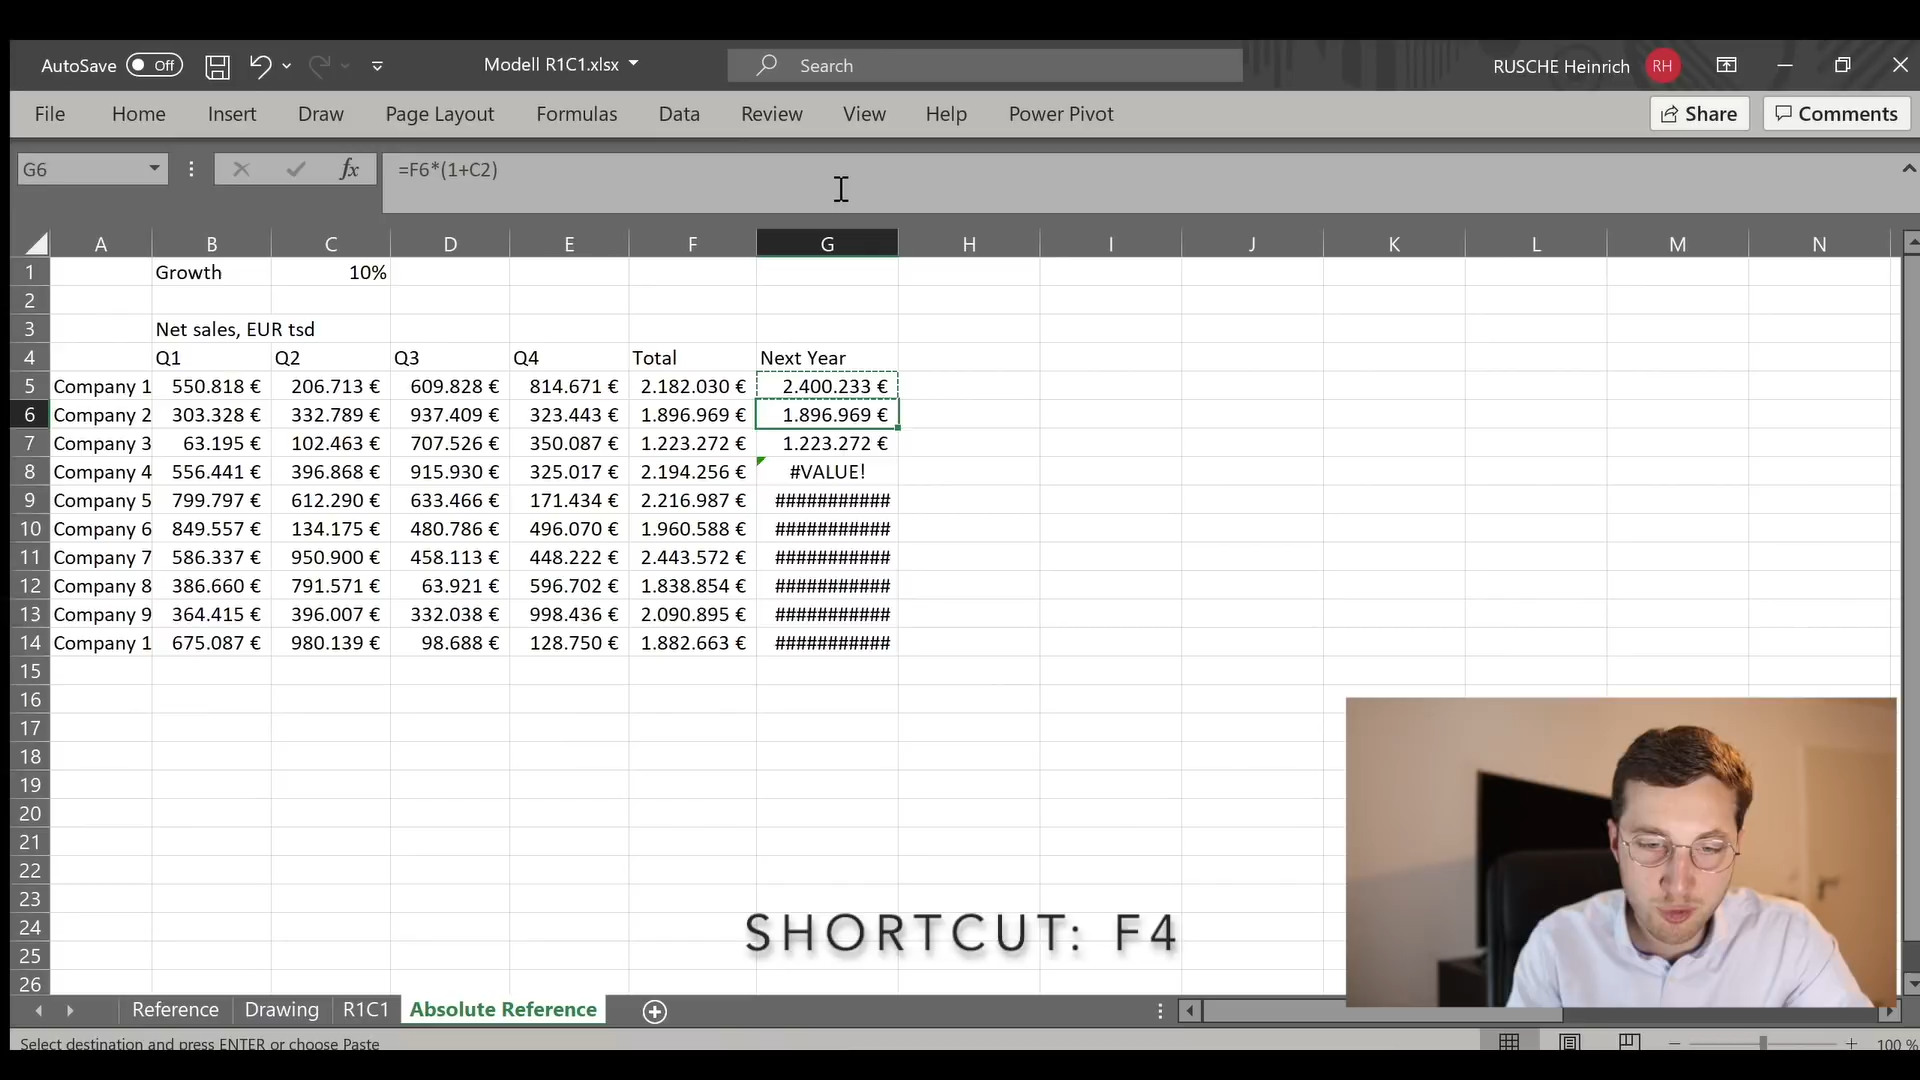 AutoSave Off Modell R1C1.xlsx Search RUSCHE Heinrich RH
File Home Insert Draw Page Layout Formulas Data Review View Help Power Pivot Share Comments
G6 fx =F6*(1+C2)
A B C D E F G H I J K L M N
1 Growth 10%
2
3 Net sales, EUR tsd
4 Q1 Q2 Q3 Q4 Total Next Year
5 Company 1 550.818 € 206.713 € 609.828 € 814.671 € 2.182.030 € 2.400.233 €
6 Company 2 303.328 € 332.789 € 937.409 € 323.443 € 1.896.969 € 1.896.969 €
7 Company 3 63.195 € 102.463 € 707.526 € 350.087 € 1.223.272 € 1.223.272 €
8 Company 4 556.441 € 396.868 € 915.930 € 325.017 € 2.194.256 € #VALUE!
9 Company 5 799.797 € 612.290 € 633.466 € 171.434 € 2.216.987 € ###########
10 Company 6 849.557 € 134.175 € 480.786 € 496.070 € 1.960.588 € ###########
11 Company 7 586.337 € 950.900 € 458.113 € 448.222 € 2.443.572 € ###########
12 Company 8 386.660 € 791.571 € 63.921 € 596.702 € 1.838.854 € ###########
13 Company 9 364.415 € 396.007 € 332.038 € 998.436 € 2.090.895 € ###########
14 Company 1 675.087 € 980.139 € 98.688 € 128.750 € 1.882.663 € ###########
15
16
17
18
19
20
21
22
23
24
25
26
SHORTCUT: F4
Reference Drawing R1C1 Absolute Reference
Select destination and press ENTER or choose Paste 100 %